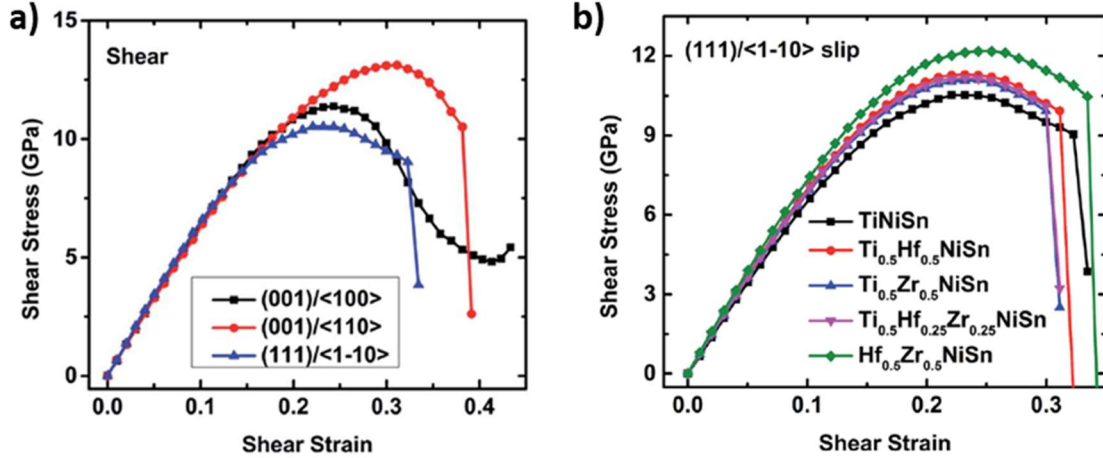 a)
Shear
Shear Stress (GPa)
15
10
5
0
(001)/<100>
(001)/<110>
(111)/<1-10>
0.0 0.1 0.2 0.3 0.4
Shear Strain
b)
(111)/<1-10> slip
Shear Stress (GPa)
12
9
6
3
0
TiNiSn
Ti0.5Hf0.5NiSn
Ti0.5Zr0.5NiSn
Ti0.5Hf0.25Zr0.25NiSn
Hf0.5Zr0.5NiSn
0.0 0.1 0.2 0.3
Shear Strain